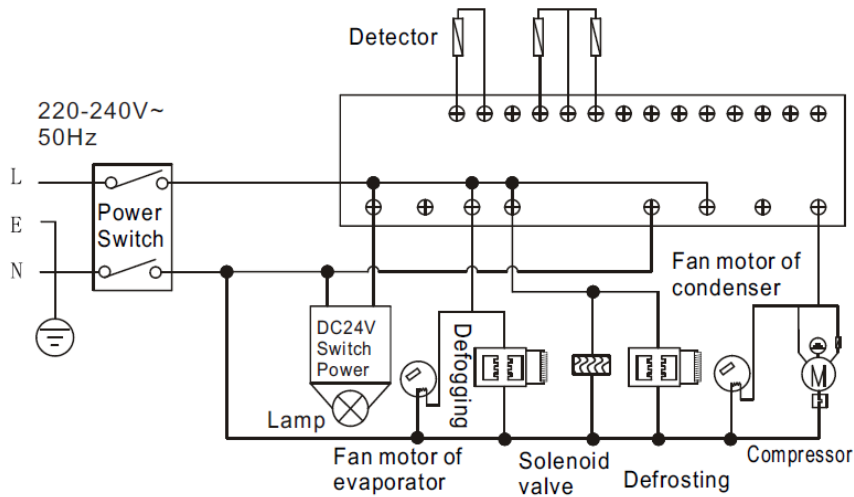 Detector
220-240V~
50Hz
L
E
N
Power
Switch
Fan motor of
condenser
DC24V
Switch
Power
Defogging
M
Lamp
Fan motor of
evaporator
Solenoid
valve
Defrosting
Compressor